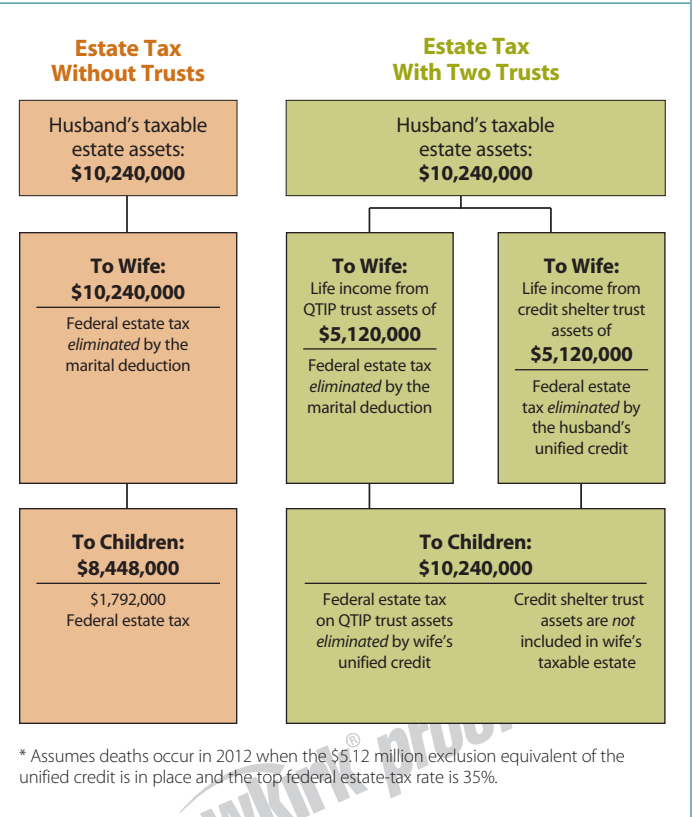 Estate Tax
Without Trusts
Husband's taxable
estate assets:
$10,240,000
To Wife:
$10,240,000
Federal estate tax
eliminated by the
marital deduction
To Children:
$8,448,000
$1,792,000
Federal estate tax
Estate Tax
With Two Trusts
Husband's taxable
estate assets:
$10,240,000
To Wife:
Life income from
QTIP trust assets of
$5,120,000
Federal estate tax
eliminated by the
marital deduction
To Wife:
Life income from
credit shelter trust
assets of
$5,120,000
Federal estate
tax eliminated by
the husband's
unified credit
To Children:
$10,240,000
Federal estate tax
on QTIP trust assets
eliminated by wife's
unified credit
Credit shelter trust
assets are not
included in wife's
taxable estate
* Assumes deaths occur in 2012 when the $5.12 million exclusion equivalent of the
unified credit is in place and the top federal estate-tax rate is 35%.